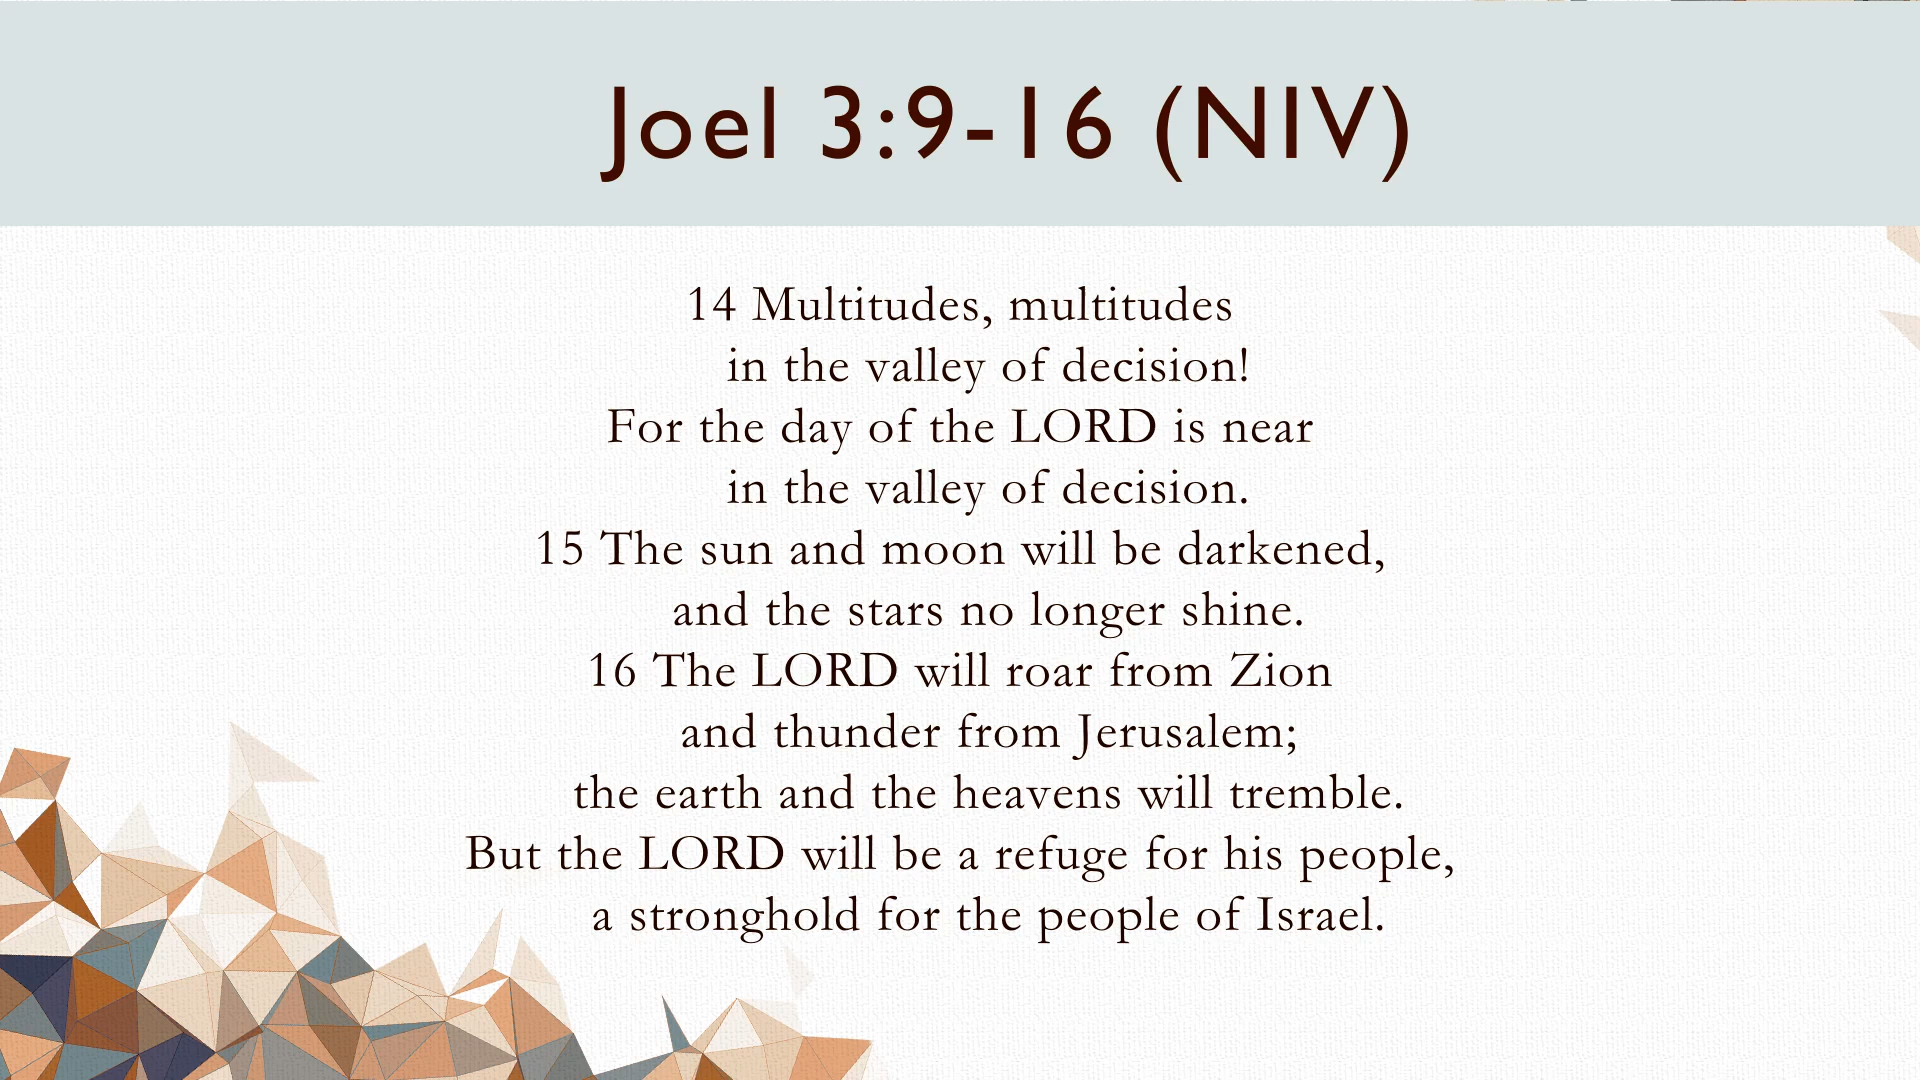 Joel 3:9-16 (NIV)
14 Multitudes, multitudes
in the valley of decision!
For the day of the LORD is near
in the valley of decision.
15 The sun and moon will be darkened,
and the stars no longer shine.
16 The LORD will roar from Zion
and thunder from Jerusalem;
the earth and the heavens will tremble.
But the LORD will be a refuge for his people,
a stronghold for the people of Israel.